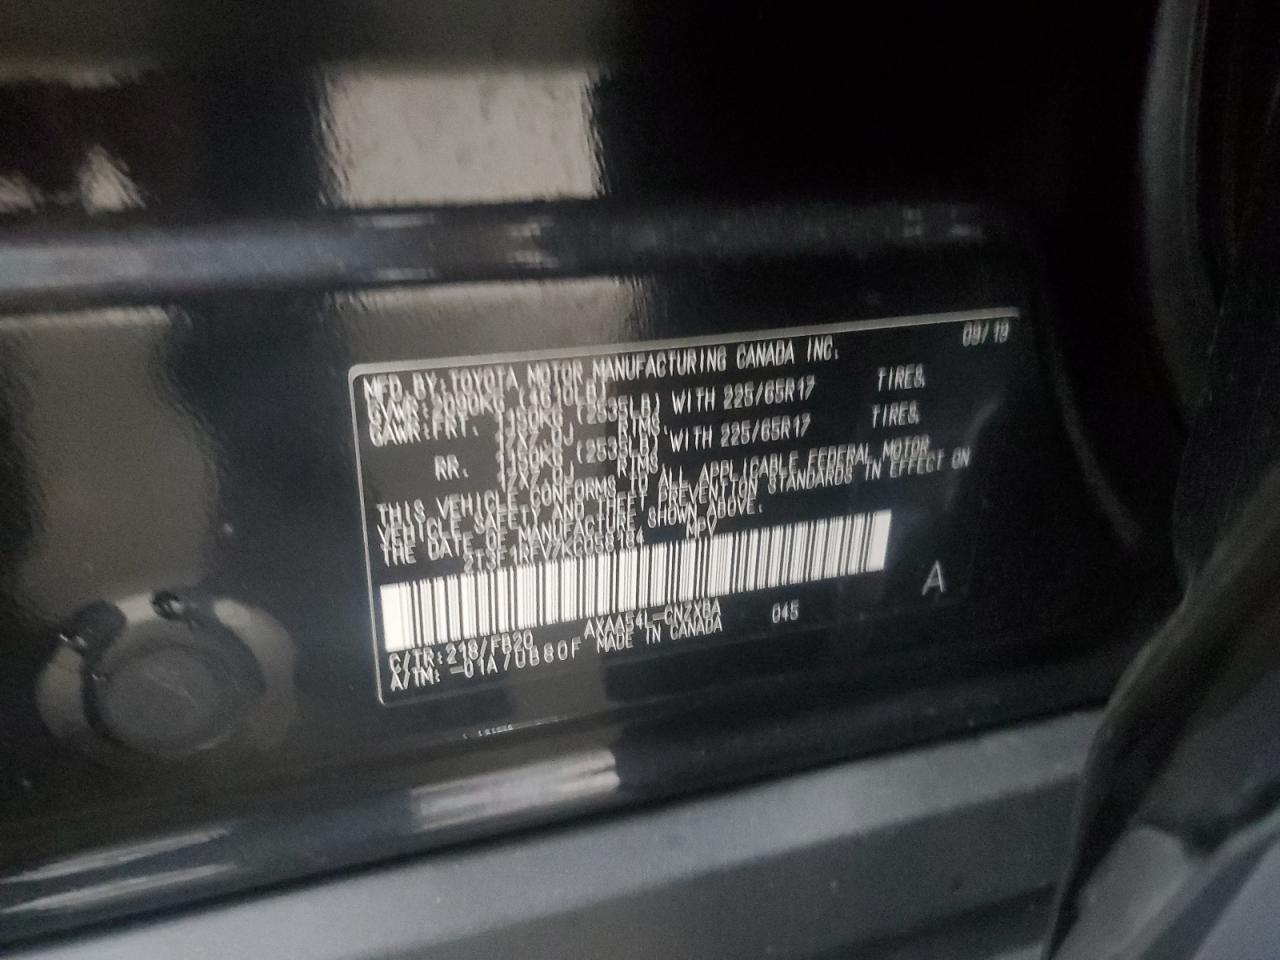 09/19
MFD. BY: TOYOTA MOTOR MANUFACTURING CANADA INC.
GVWR: 2090KG (4610LB)
GAWR: FRT. 1150KG (2535LB) WITH 225/65R17 TIRES,
17X7.0J RIMS,
RR. 1150KG (2535LB) WITH 225/65R17 TIRES,
17X7.0J RIMS,
THIS VEHICLE CONFORMS TO ALL APPLICABLE FEDERAL MOTOR
VEHICLE SAFETY AND THEFT PREVENTION STANDARDS IN EFFECT ON
THE DATE OF MANUFACTURE SHOWN ABOVE.
MPV
A
C/TR: 218/FB20 AXAA54L-CNZXBA 045
A/TM: -01A/UB80F MADE IN CANADA